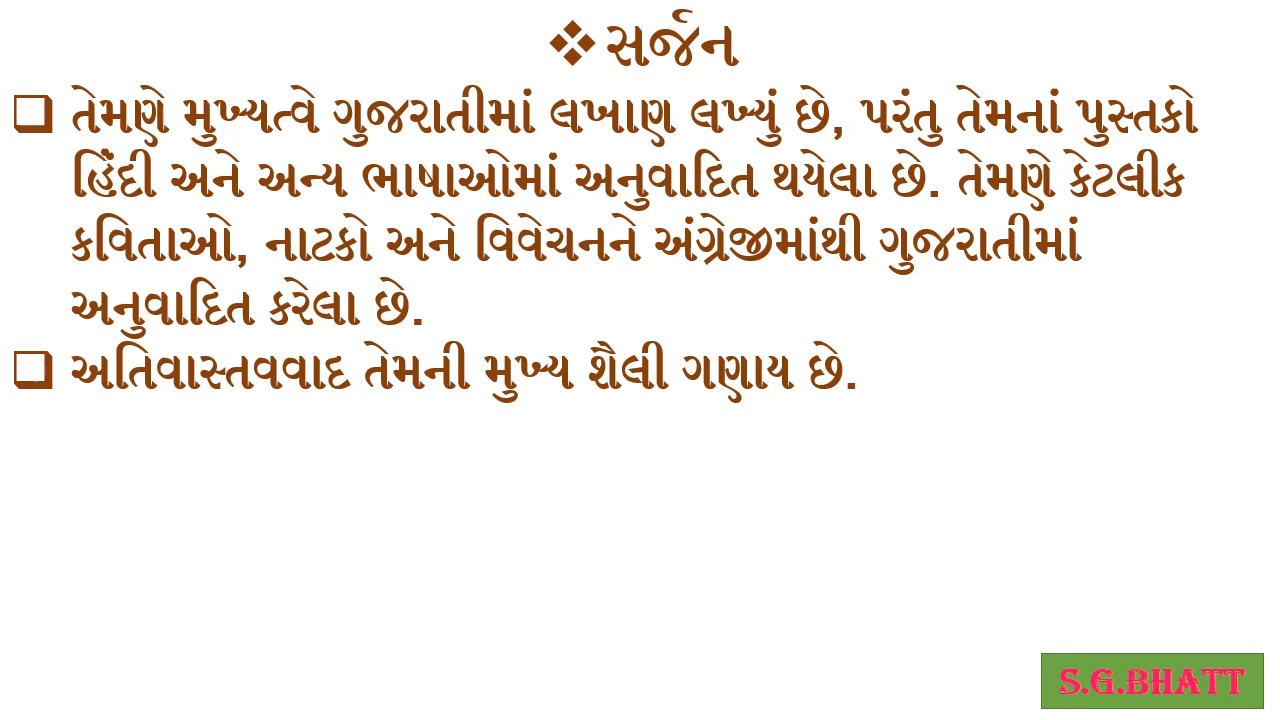 ❖સર્જન
❑ તેમણે મુખ્યત્વે ગુજરાતીમાં લખાણ લખ્યું છે, પરંતુ તેમનાં પુસ્તકો
હિંદી અને અન્ય ભાષાઓમાં અનુવાદિત થયેલા છે. તેમણે કેટલીક
કવિતાઓ, નાટકો અને વિવેચનને અંગ્રેજીમાંથી ગુજરાતીમાં
અનુવાદિત કરેલા છે.
❑ અતિવાસ્તવવાદ તેમની મુખ્ય શૈલી ગણાય છે.
S.G.BHATT